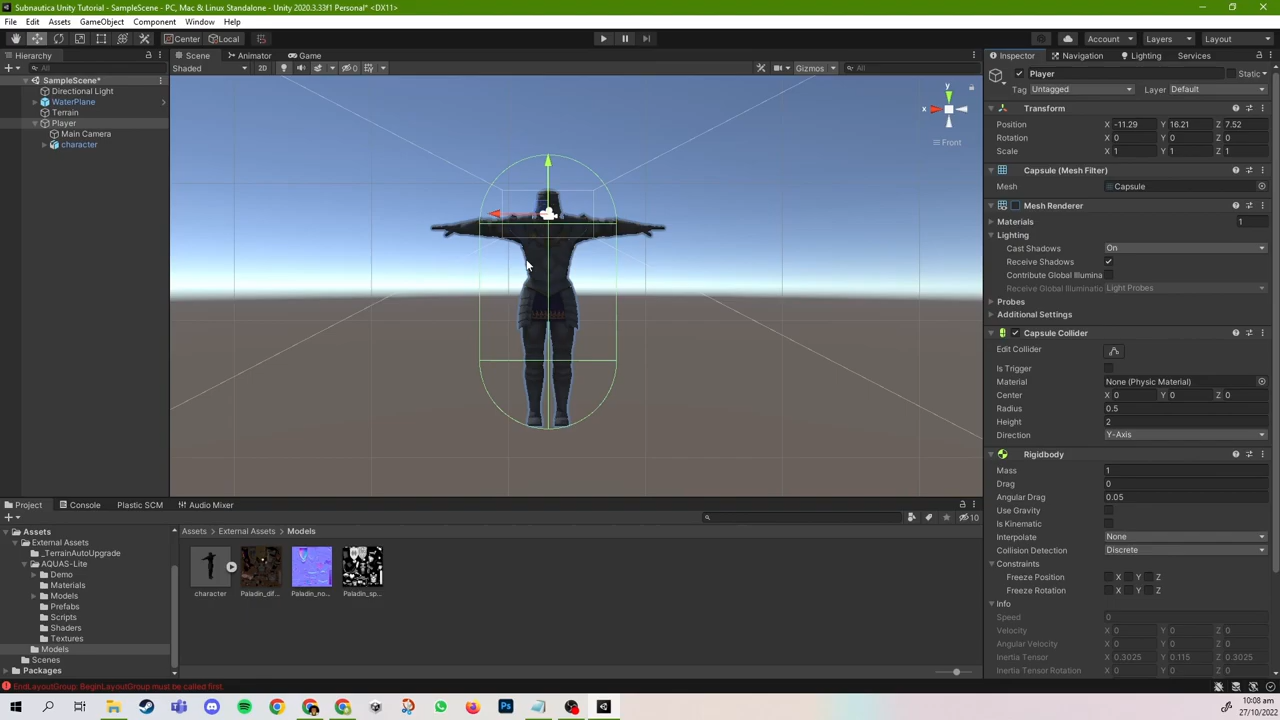 Subnautica Unity Tutorial - SampleScene - PC, Mac & Linux Standalone - Unity 2020.3.33f1 Personal* <DX11>
File Edit Assets GameObject Component Window Help
Center Local Account Layers Layout
Hierarchy Scene Animator Game Inspector Navigation Lighting Services
All Shaded 2D 0 Gizmos All
Player Static
Tag Untagged Layer Default
SampleScene*
Directional Light
WaterPlane
Terrain
Player
Main Camera
character
y
x
Front
Transform
Position X -11.29 Y 16.21 Z 7.52
Rotation X 0 Y 0 Z 0
Scale X 1 Y 1 Z 1
Capsule (Mesh Filter)
Mesh Capsule
Mesh Renderer
Materials 1
Lighting
Cast Shadows On
Receive Shadows
Contribute Global Illumina
Receive Global Illuminatic Light Probes
Probes
Additional Settings
Capsule Collider
Edit Collider
Is Trigger
Material None (Physic Material)
Center X 0 Y 0 Z 0
Radius 0.5
Height 2
Direction Y-Axis
Rigidbody
Mass 1
Drag 0
Angular Drag 0.05
Use Gravity
Is Kinematic
Interpolate None
Collision Detection Discrete
Constraints
Freeze Position X Y Z
Freeze Rotation X Y Z
Info
Speed 0
Velocity X 0 Y 0 Z 0
Angular Velocity X 0 Y 0 Z 0
Inertia Tensor X 0.3025 Y 0.115 Z 0.3025
Inertia Tensor Rotation X 0 Y 0 Z 0
Project Console Plastic SCM Audio Mixer
10
Assets
External Assets
_TerrainAutoUpgrade
AQUAS-Lite
Demo
Materials
Models
Prefabs
Scripts
Shaders
Textures
Models
Scenes
Packages
Assets External Assets Models
character Paladin_dif... Paladin_no... Paladin_sp...
EndLayoutGroup: BeginLayoutGroup must be called first.
10:08 am
27/10/2022